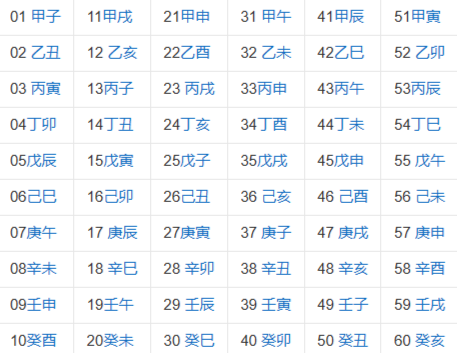 01 甲子 11甲戌 21甲申 31 甲午 41甲辰 51甲寅
02 乙丑 12 乙亥 22乙酉 32 乙未 42乙巳 52 乙卯
03 丙寅 13丙子 23 丙戌 33丙申 43丙午 53丙辰
04丁卯 14丁丑 24丁亥 34丁酉 44丁未 54丁巳
05戊辰 15戊寅 25戊子 35戊戌 45戊申 55 戊午
06己巳 16己卯 26己丑 36 己亥 46 己酉 56 己未
07庚午 17 庚辰 27庚寅 37 庚子 47 庚戌 57 庚申
08辛未 18 辛巳 28 辛卯 38 辛丑 48 辛亥 58 辛酉
09壬申 19壬午 29 壬辰 39 壬寅 49 壬子 59 壬戌
10癸酉 20癸未 30 癸巳 40 癸卯 50 癸丑 60 癸亥